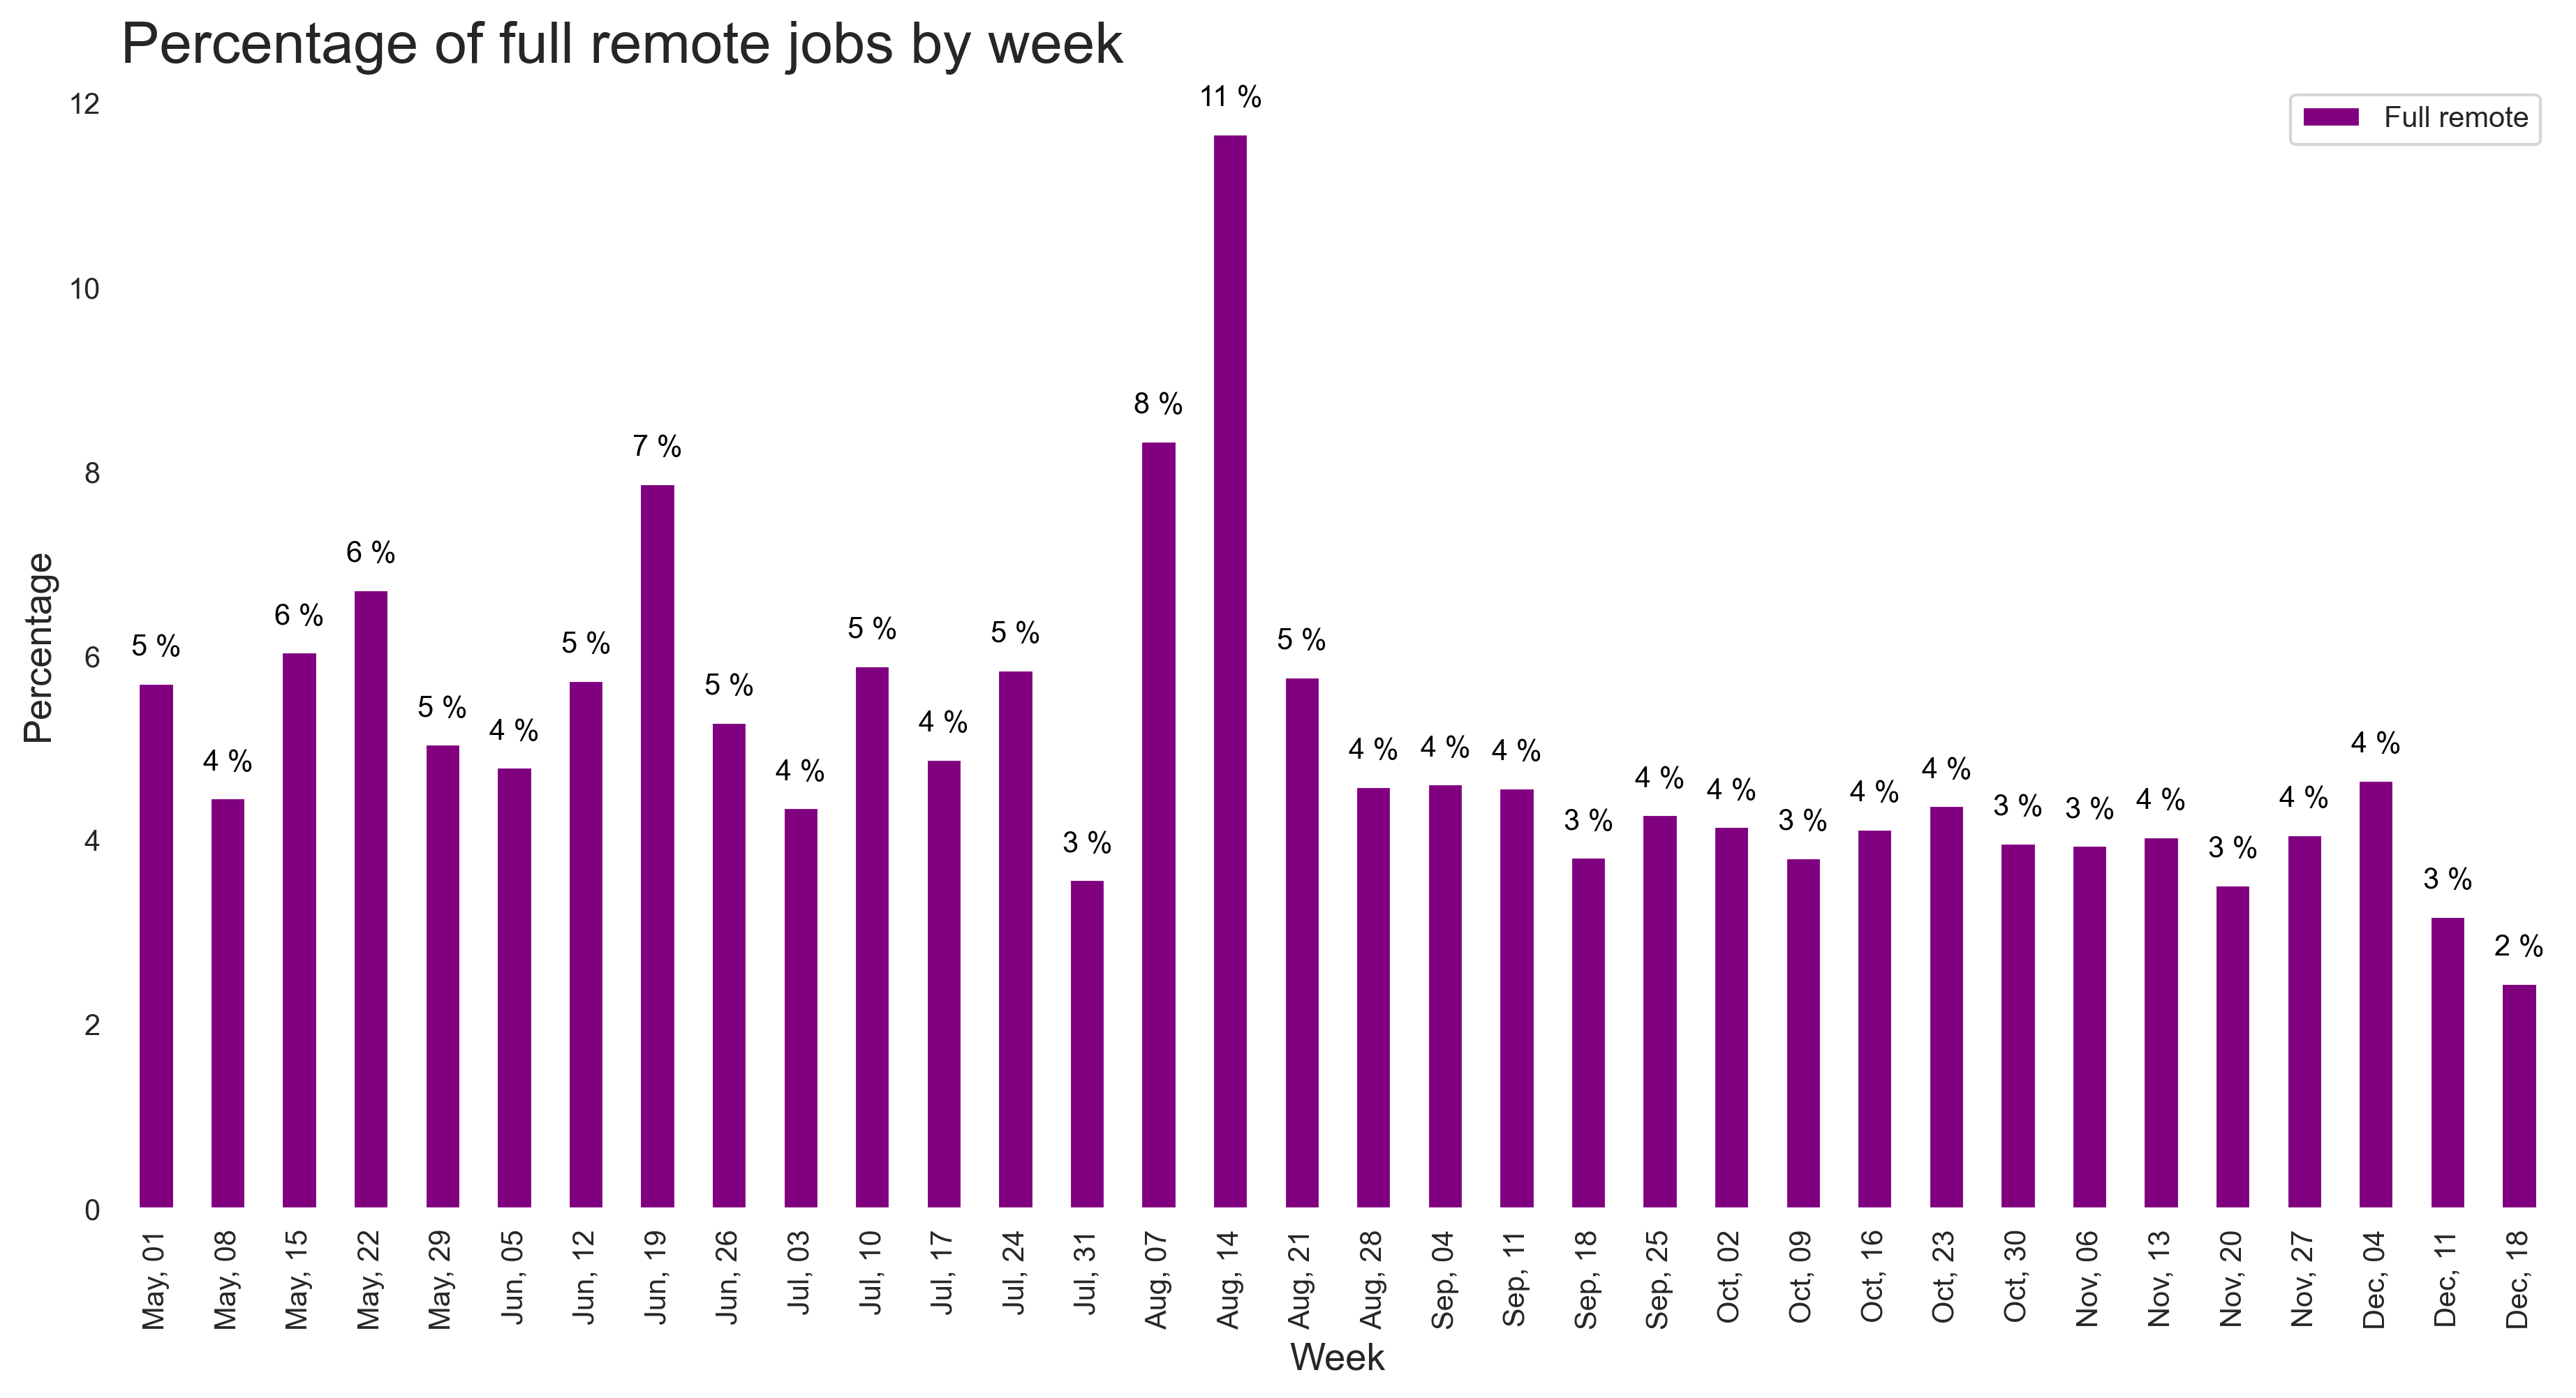 Percentage of full remote jobs by week
Full remote
Percentage
12
10
8
6
4
2
0
5 %
4 %
6 %
6 %
5 %
4 %
5 %
7 %
5 %
4 %
5 %
4 %
5 %
3 %
8 %
11 %
5 %
4 %
4 %
4 %
3 %
4 %
4 %
3 %
4 %
4 %
3 %
3 %
4 %
3 %
4 %
4 %
3 %
2 %
May, 01
May, 08
May, 15
May, 22
May, 29
Jun, 05
Jun, 12
Jun, 19
Jun, 26
Jul, 03
Jul, 10
Jul, 17
Jul, 24
Jul, 31
Aug, 07
Aug, 14
Aug, 21
Aug, 28
Sep, 04
Sep, 11
Sep, 18
Sep, 25
Oct, 02
Oct, 09
Oct, 16
Oct, 23
Oct, 30
Nov, 06
Nov, 13
Nov, 20
Nov, 27
Dec, 04
Dec, 11
Dec, 18
Week